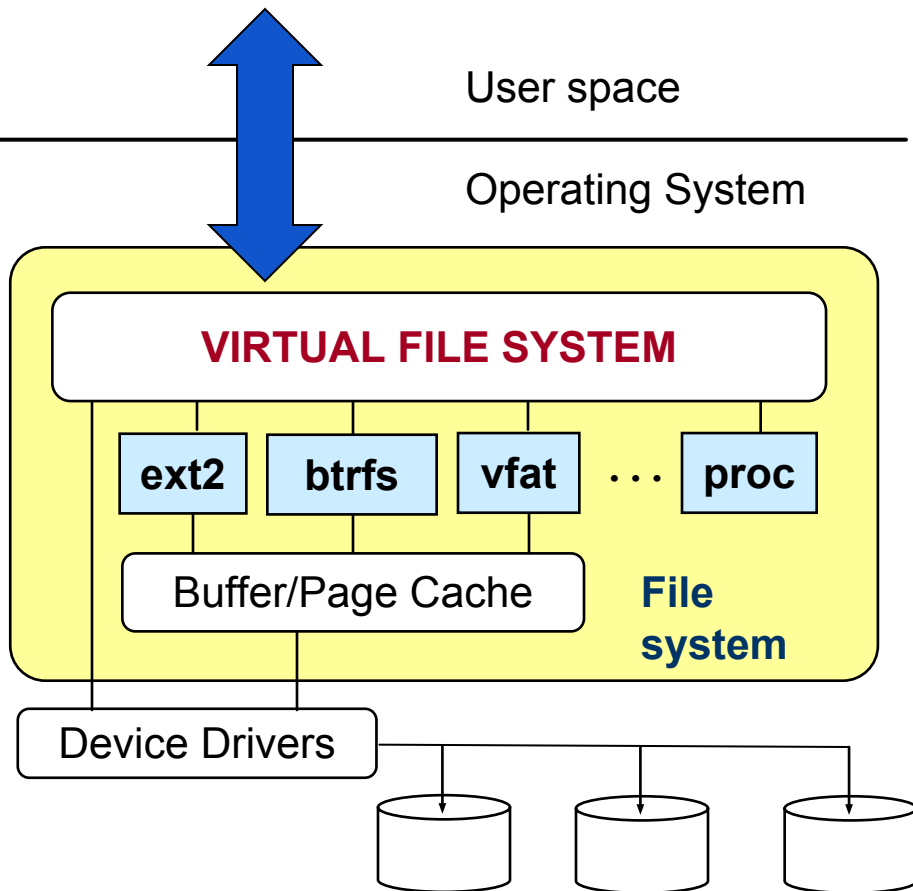 User space
Operating System
VIRTUAL FILE SYSTEM
ext2
btrfs
vfat
...
proc
Buffer/Page Cache
File
system
Device Drivers